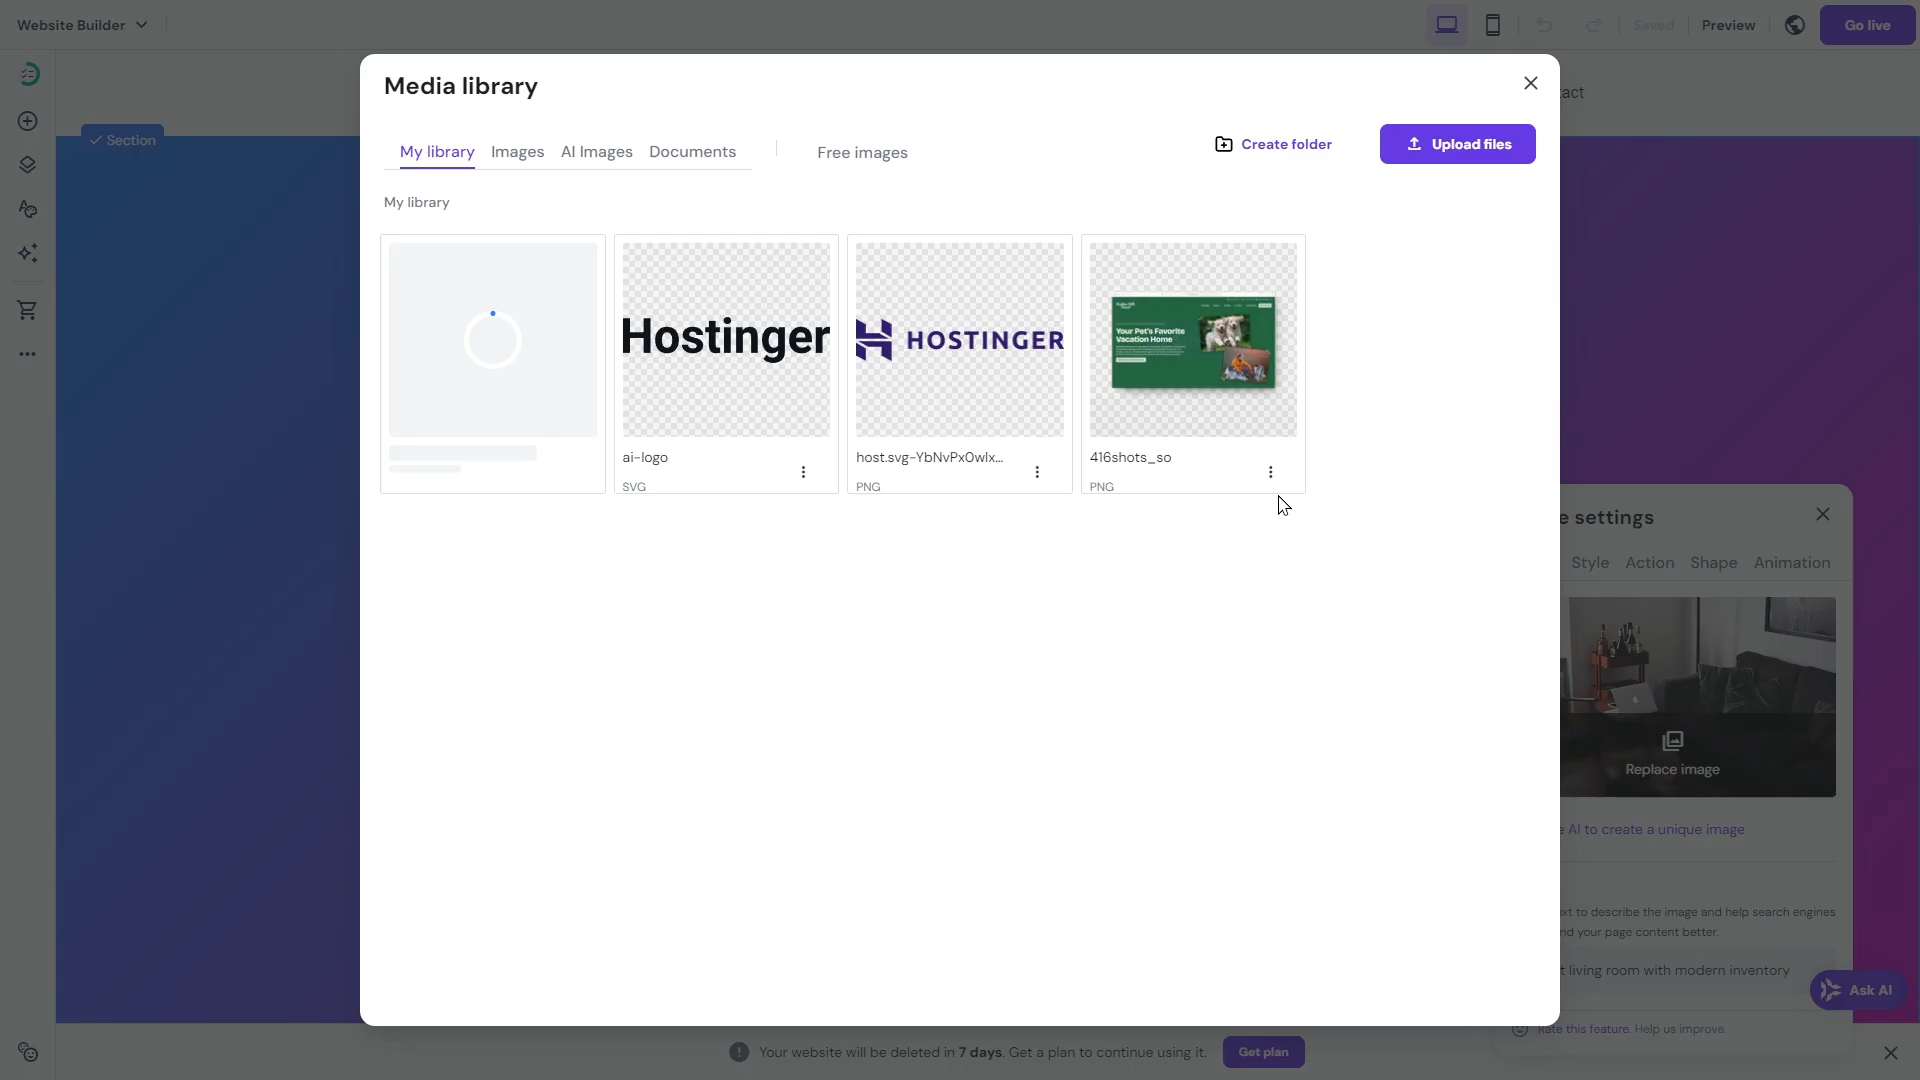 Website Builder
Saved
Preview
Go live
Media library
tact
Section
My library
Images
AI Images
Documents
Free images
Create folder
Upload files
My library
Hostinger
HOSTINGER
Your Pet's Favorite
Vacation Home
ai-logo
SVG
host.svg-YbNvPxOwlx...
PNG
416shots_so
PNG
e settings
Style
Action
Shape
Animation
Replace image
e AI to create a unique image
xt to describe the image and help search engines
nd your page content better.
t living room with modern inventory
Ask AI
Rate this feature. Help us improve.
Your website will be deleted in 7 days. Get a plan to continue using it.
Get plan